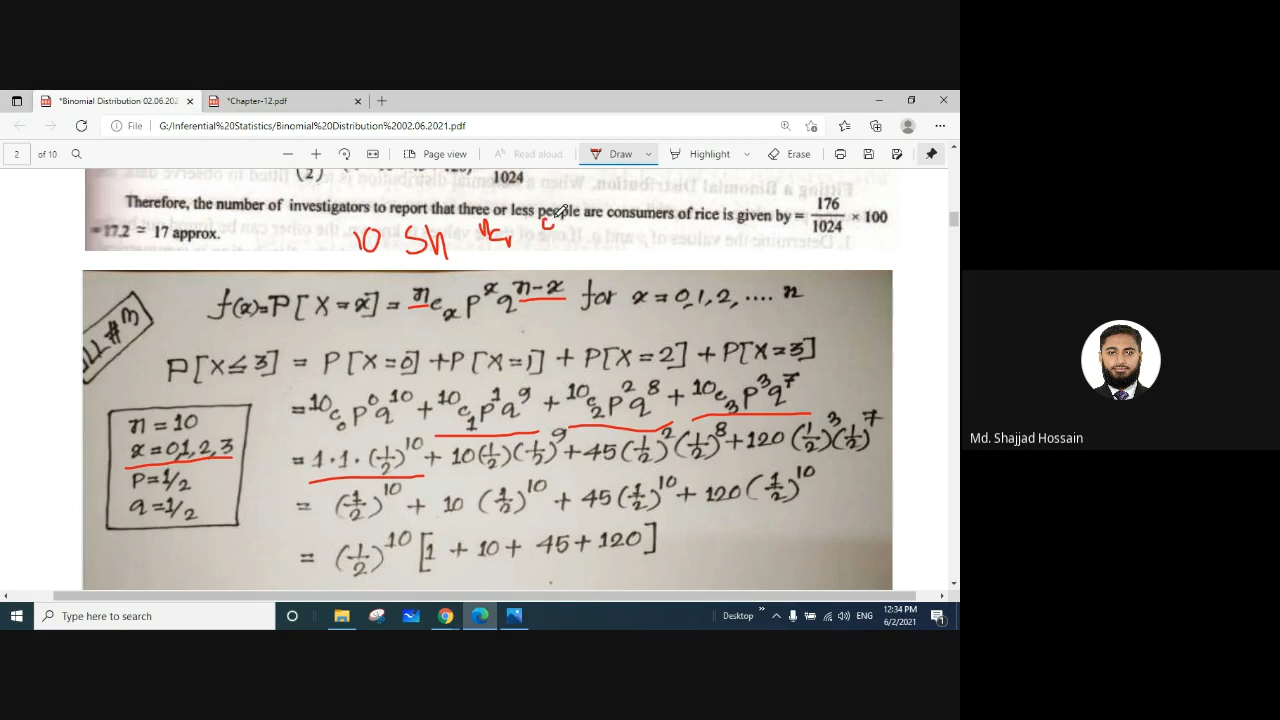 *Binomial Distribution 02.06.202
*Chapter-12.pdf
File G:/Inferential%20Statistics/Binomial%20Distribution%2002.06.2021.pdf
2 of 10 Page view Read aloud Draw Highlight Erase
(2) 1024
Therefore, the number of investigators to report that three or less people are consumers of rice is given by = 176/1024 × 100
= 17.2 = 17 approx.
10 Sh nCr c
ILL#3
f(x)=P[X=x] = ⁿcₓ pˣ qⁿ⁻ˣ for x=0,1,2,.... n
P[X≤3] = P[X=0] +P[X=1] + P[X=2] + P[X=3]
= ¹⁰c₀ p⁰ q¹⁰ + ¹⁰c₁ p¹ q⁹ + ¹⁰c₂ p² q⁸ + ¹⁰c₃ p³ q⁷
= 1·1·(1/2)¹⁰ + 10(1/2)(1/2)⁹ + 45(1/2)²(1/2)⁸ + 120(1/2)³(1/2)⁷
= (1/2)¹⁰ + 10 (1/2)¹⁰ + 45(1/2)¹⁰ + 120(1/2)¹⁰
= (1/2)¹⁰ [1 + 10 + 45 + 120]
n=10
x=0,1,2,3
P=1/2
q=1/2
Md. Shajjad Hossain
Type here to search
Desktop
ENG
12:34 PM
6/2/2021
1